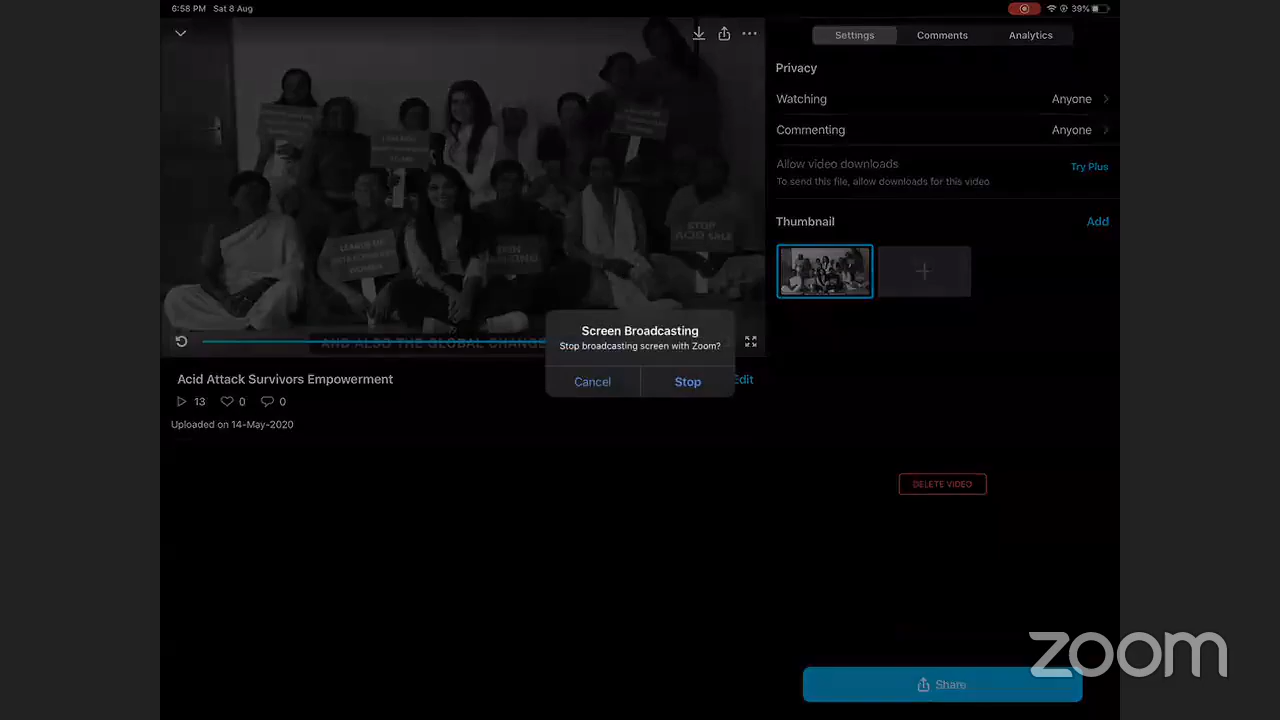 6:58 PM Sat 8 Aug
39%
Settings
Comments
Analytics
Privacy
Watching
Anyone
Commenting
Anyone
Allow video downloads
To send this file, allow downloads for this video
Try Plus
Thumbnail
Add
STOP
ACID SALE
AND ALSO THE GLOBAL CHANGE
Screen Broadcasting
Stop broadcasting screen with Zoom?
Cancel
Stop
Acid Attack Survivors Empowerment
Edit
13
0
0
Uploaded on 14-May-2020
DELETE VIDEO
Share
zoom